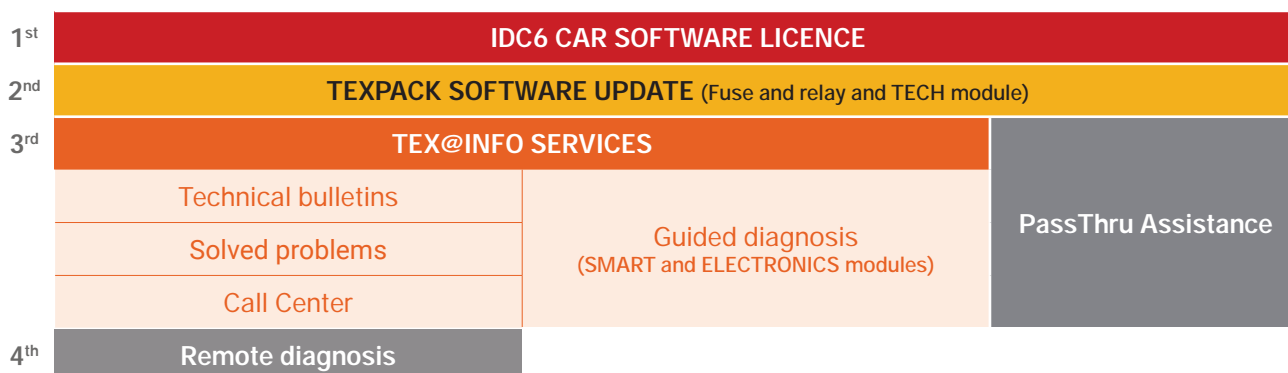 1st
IDC6 CAR SOFTWARE LICENCE
2nd
TEXPACK SOFTWARE UPDATE (Fuse and relay and TECH module)
3rd
TEX@INFO SERVICES
Technical bulletins
Solved problems
Call Center
Guided diagnosis
(SMART and ELECTRONICS modules)
PassThru Assistance
4th
Remote diagnosis